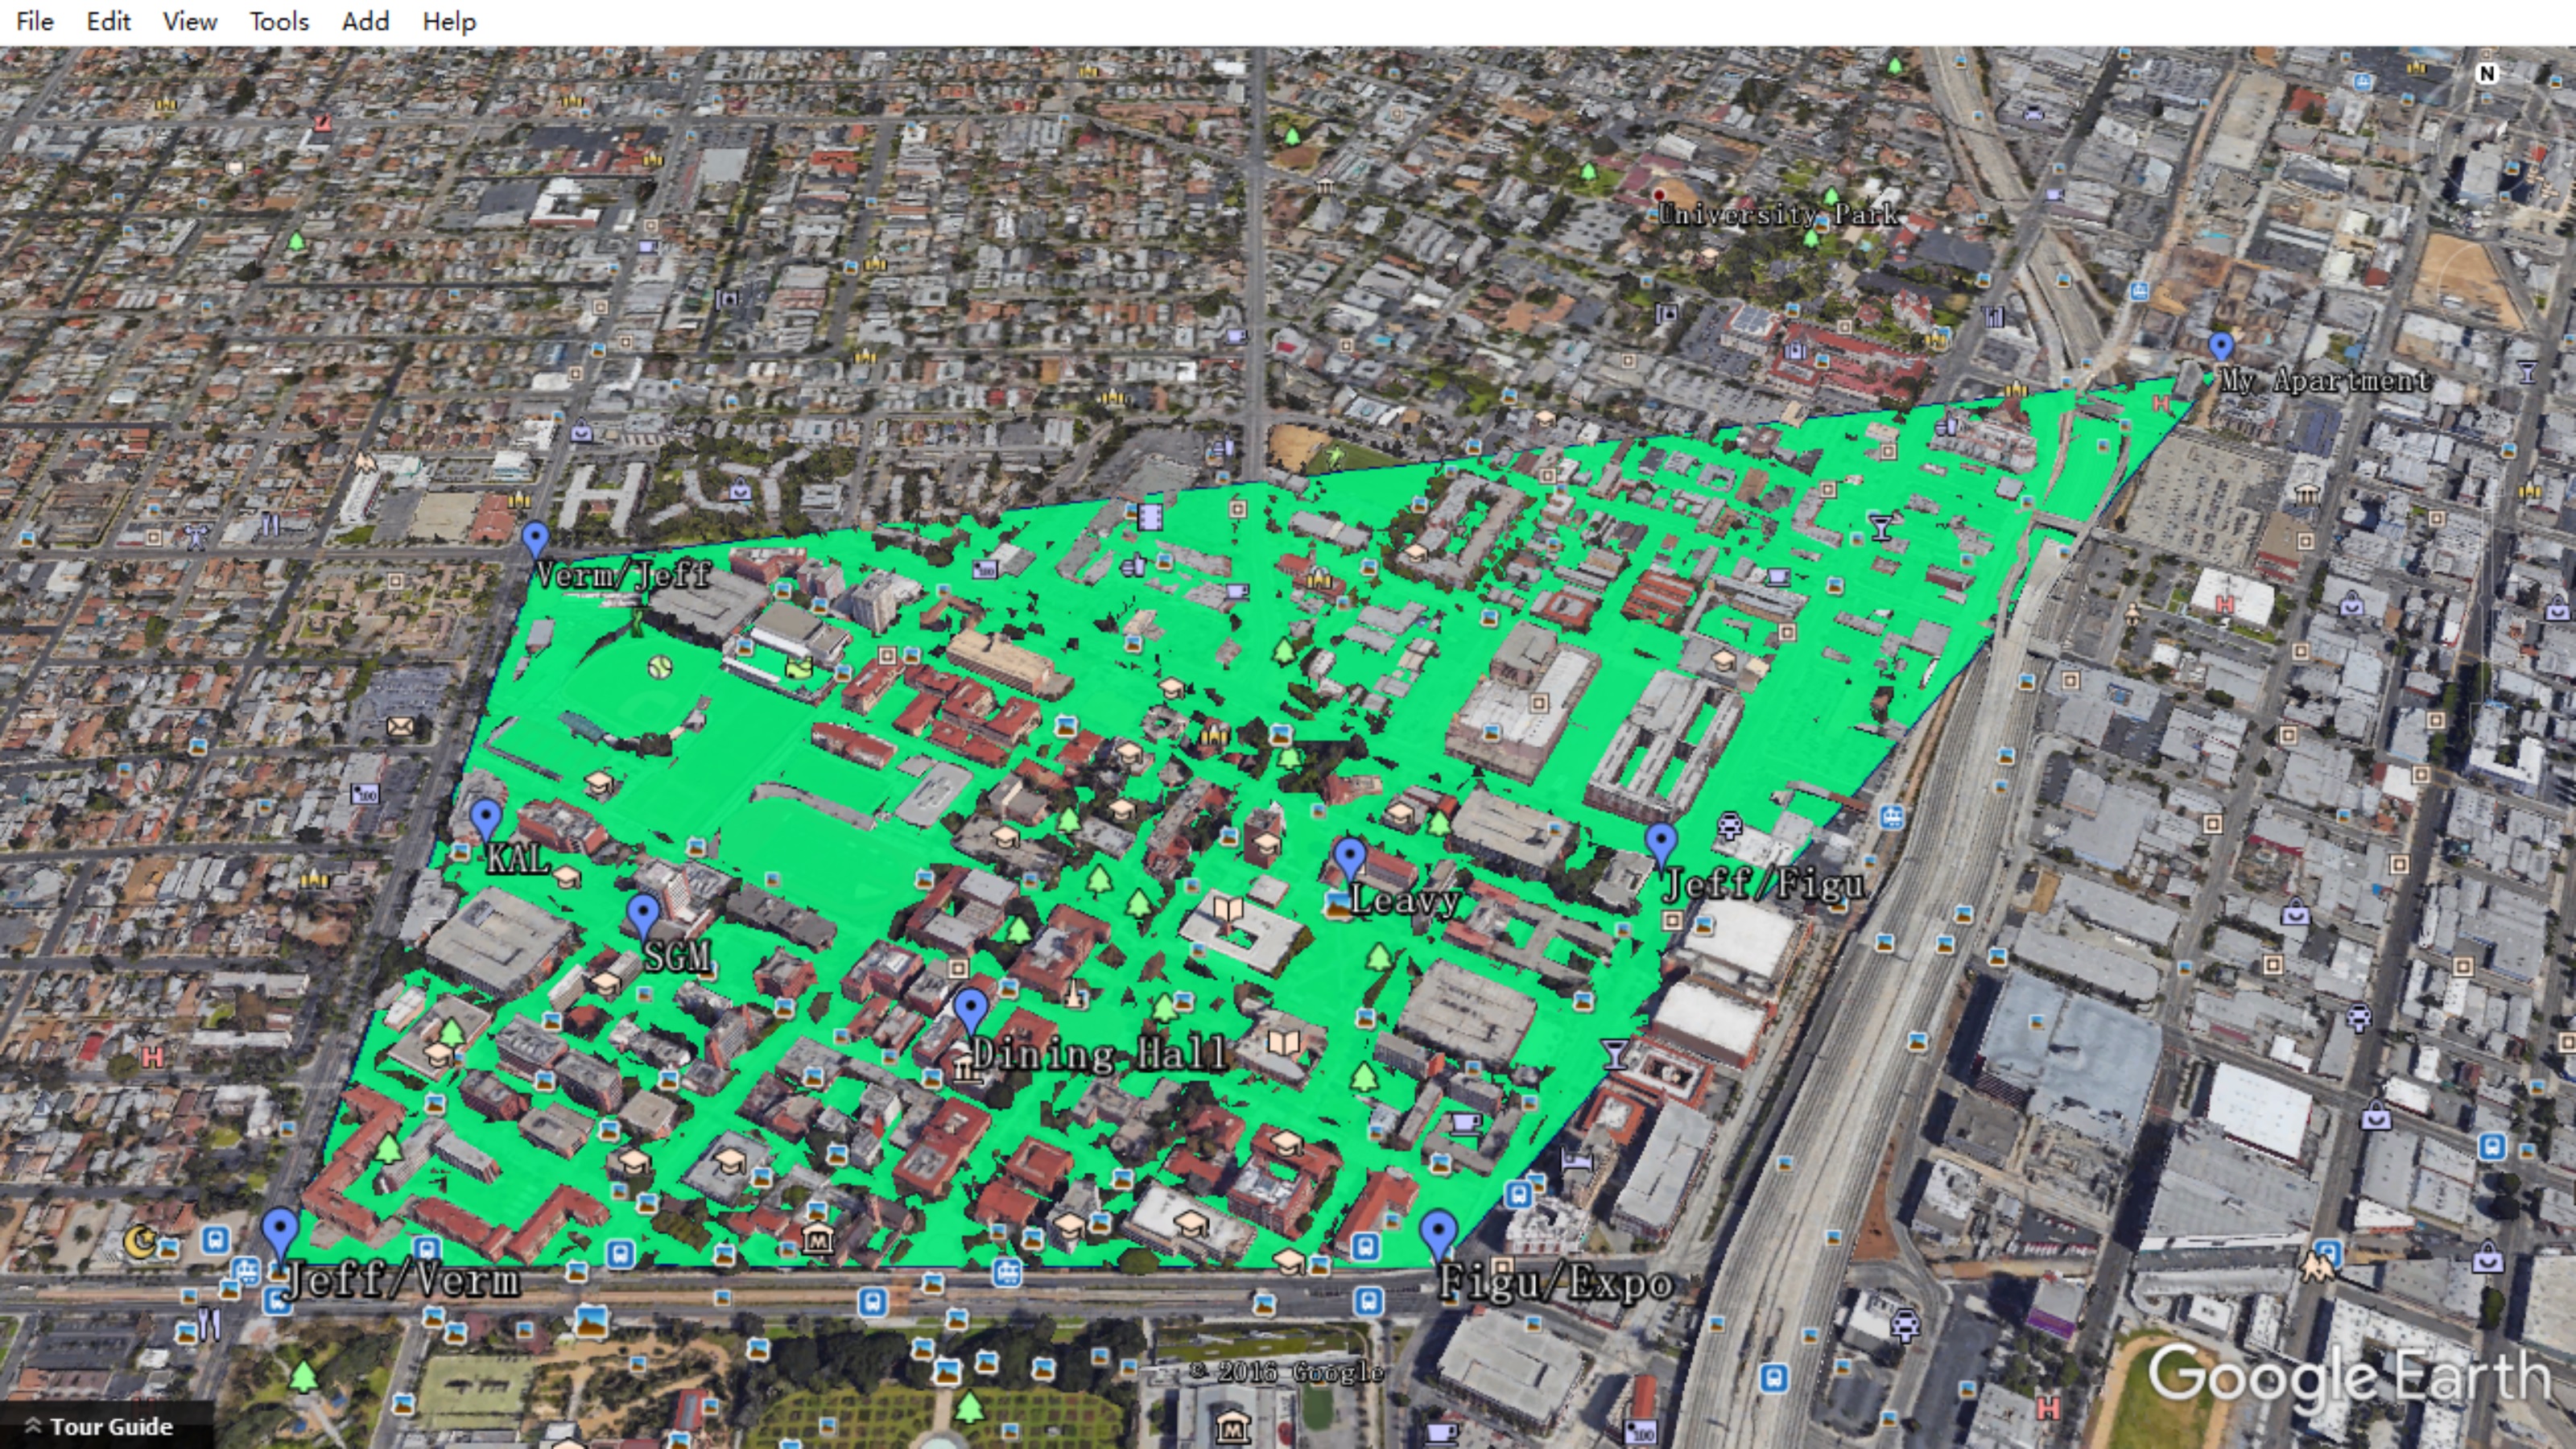 File Edit View Tools Add Help
N
University Park
My Apartment
Verm/Jeff
KAL
Leavy
Jeff/Figu
SGM
Dining Hall
Jeff/Verm
Figu/Expo
© 2016 Google
Google Earth
Tour Guide